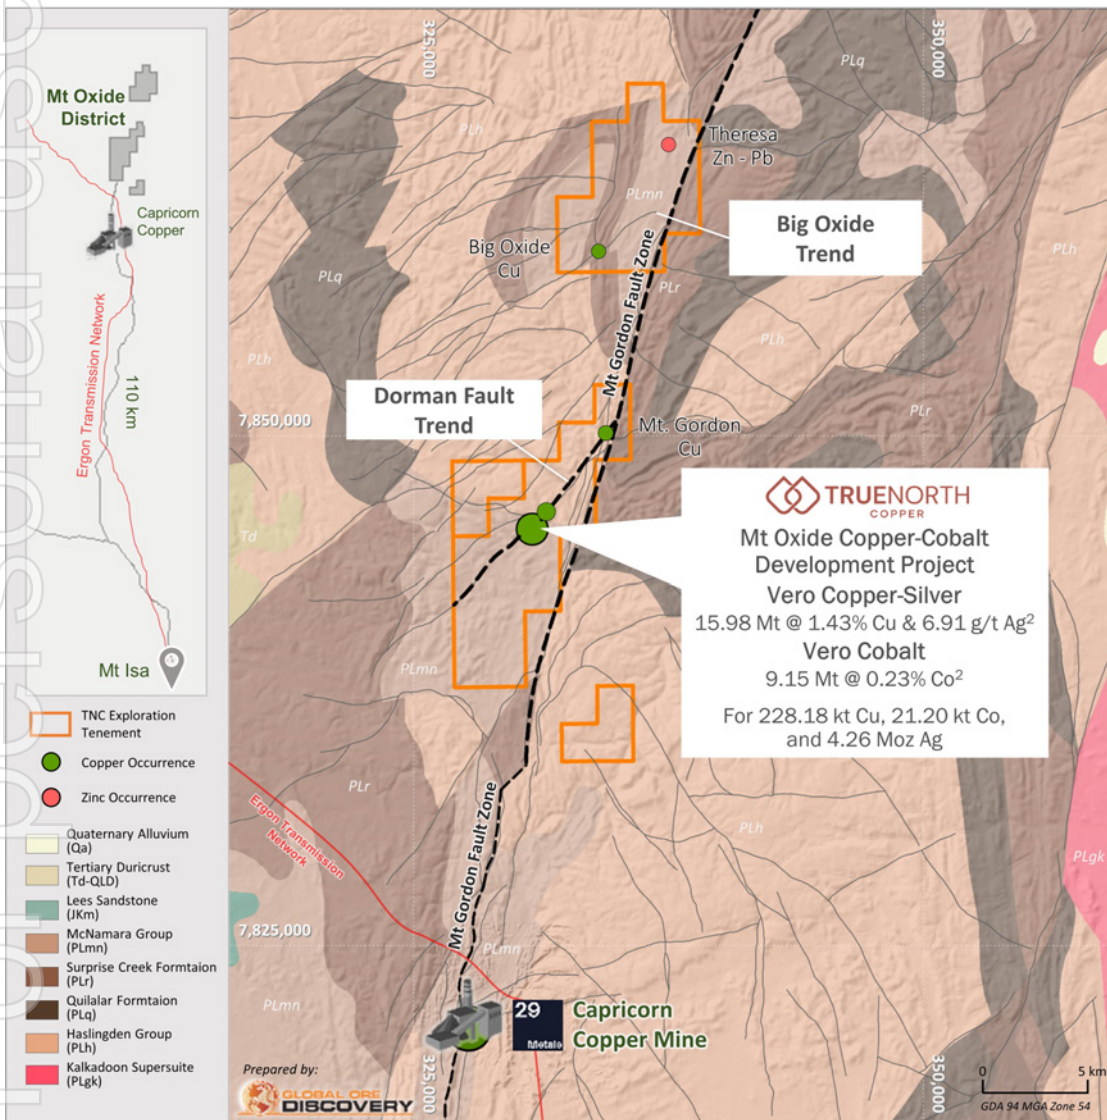 Mt Oxide
District
Capricorn
Copper
Ergon Transmission Network
110 km
Mt Isa
TNC Exploration
Tenement
Copper Occurrence
Zinc Occurrence
Quaternary Alluvium
(Qa)
Tertiary Duricrust
(Td-QLD)
Lees Sandstone
(JKm)
McNamara Group
(PLmn)
Surprise Creek Formtaion
(PLr)
Quilalar Formtaion
(PLq)
Haslingden Group
(PLh)
Kalkadoon Supersuite
(PLgk)
325,000
350,000
PLq
PLh
Theresa
Zn - Pb
PLmn
Big Oxide
Trend
Big Oxide
Cu
PLh
PLq
PLr
Mt Gordon Fault Zone
PLh
PLh
Dorman Fault
Trend
PLr
7,850,000
Mt. Gordon
Cu
TRUENORTH
COPPER
Mt Oxide Copper-Cobalt
Development Project
Vero Copper-Silver
15.98 Mt @ 1.43% Cu & 6.91 g/t Ag²
Vero Cobalt
9.15 Mt @ 0.23% Co²
For 228.18 kt Cu, 21.20 kt Co,
and 4.26 Moz Ag
Td
PLmn
PLr
Ergon Transmission
Network
Mt Gordon Fault Zone
PLh
PLgk
7,825,000
PLmn
PLmn
29
Metals
Capricorn
Copper Mine
Prepared by:
GLOBAL ORE
DISCOVERY
325,000
350,000
0 5 km
GDA 94 MGA Zone 54